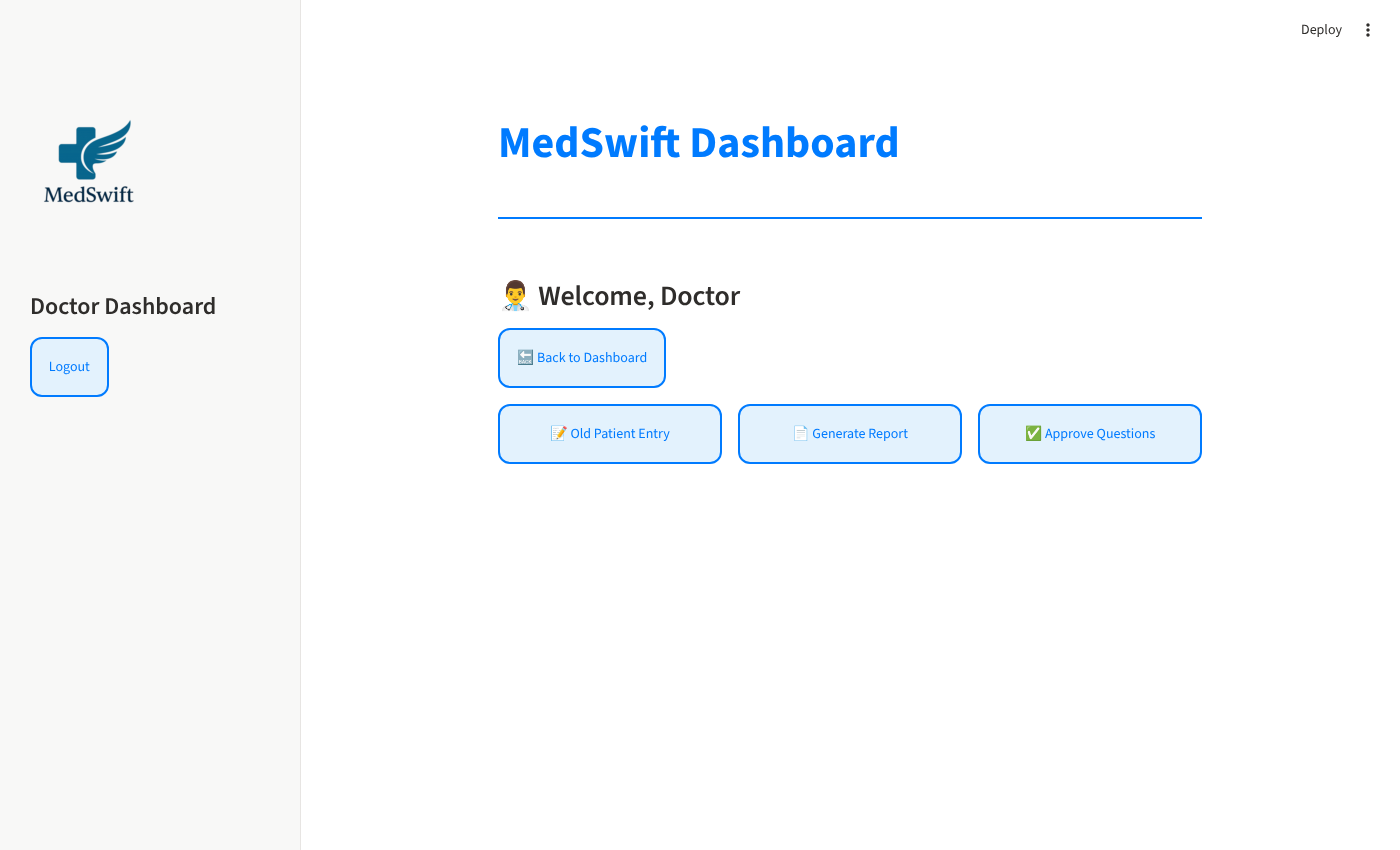 Deploy
MedSwift
Doctor Dashboard
Logout
MedSwift Dashboard
👨‍⚕️ Welcome, Doctor
🔙 Back to Dashboard
📝 Old Patient Entry
📄 Generate Report
✅ Approve Questions